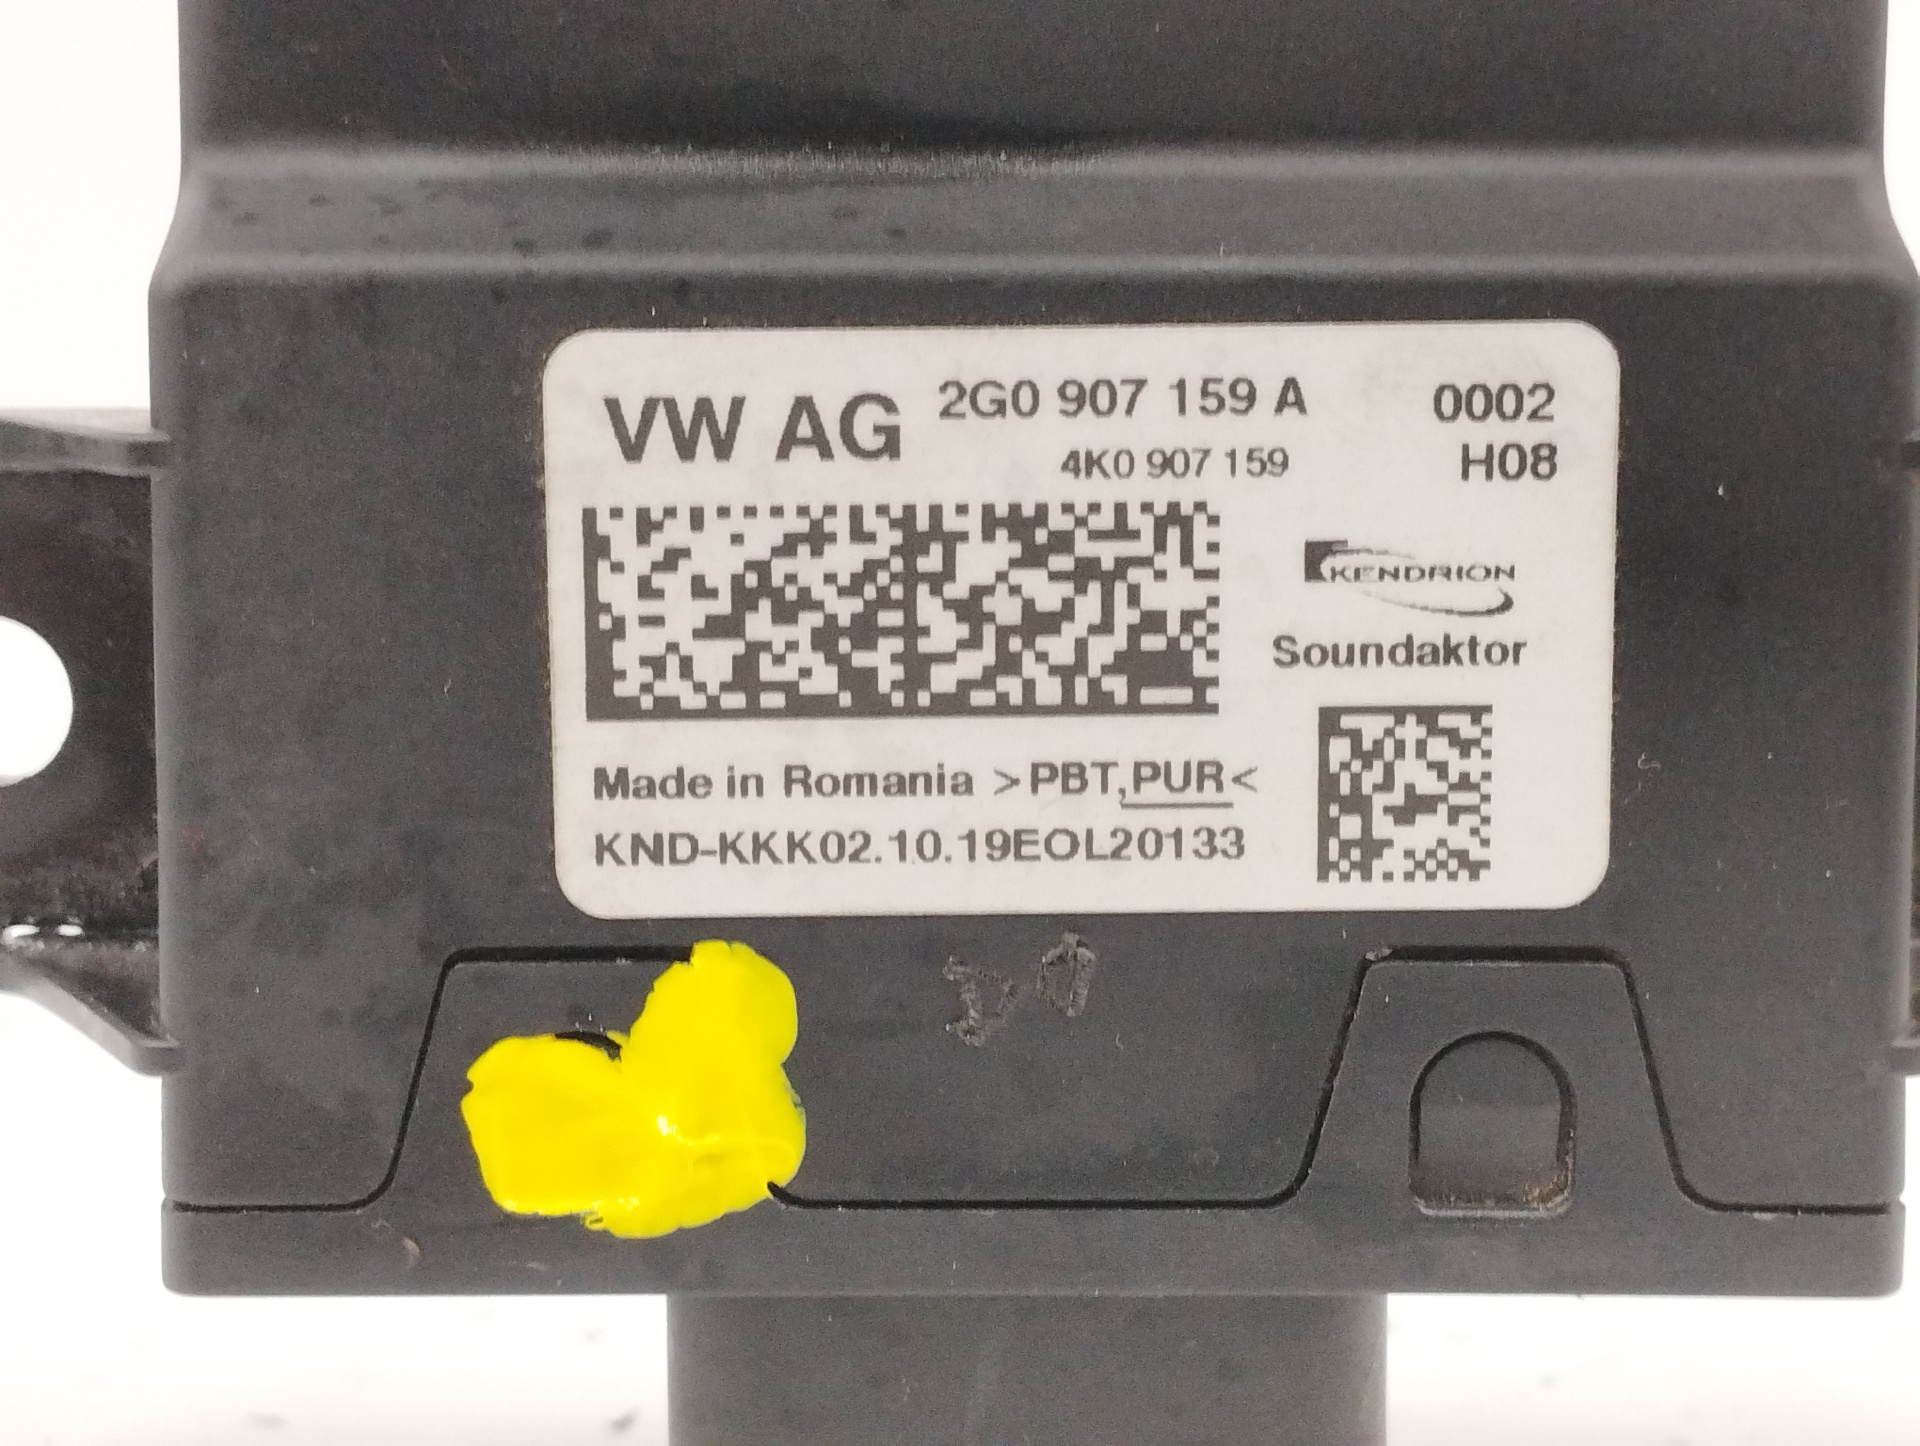 VW AG 2G0 907 159 A 0002
4K0 907 159 H08
KENDRION
Soundaktor
Made in Romania >PBT,PUR<
KND-KKK02.10.19EOL20133